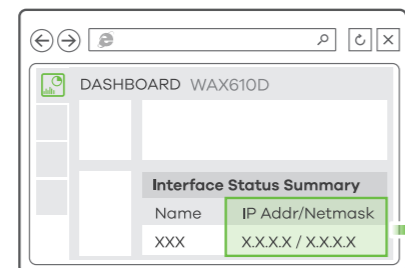 DASHBOARD WAX610D
Interface Status Summary
Name IP Addr/Netmask
XXX X.X.X.X / X.X.X.X